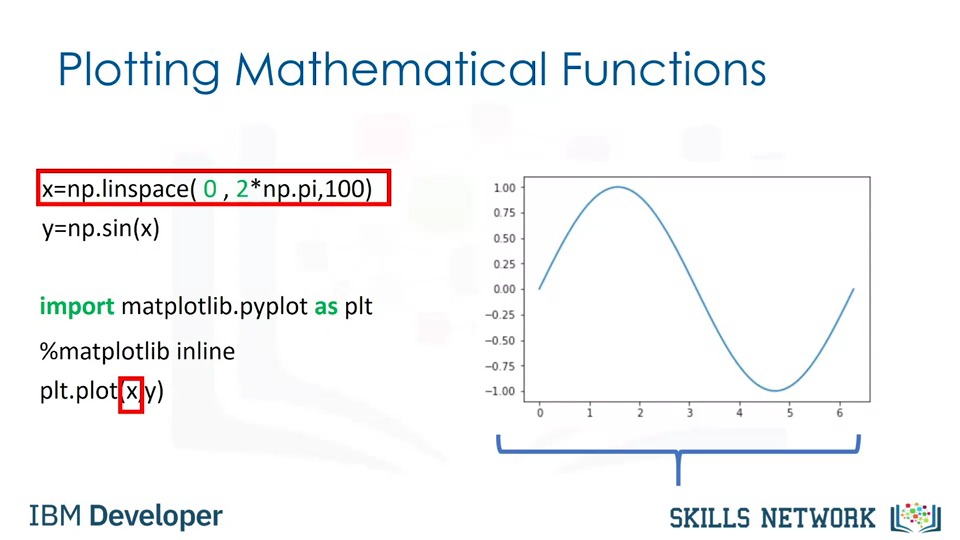 Plotting Mathematical Functions
x=np.linspace( 0 , 2*np.pi,100)
y=np.sin(x)
import matplotlib.pyplot as plt
%matplotlib inline
plt.plot(x,y)
1.00
0.75
0.50
0.25
0.00
−0.25
−0.50
−0.75
−1.00
0 1 2 3 4 5 6
IBM Developer
SKILLS NETWORK